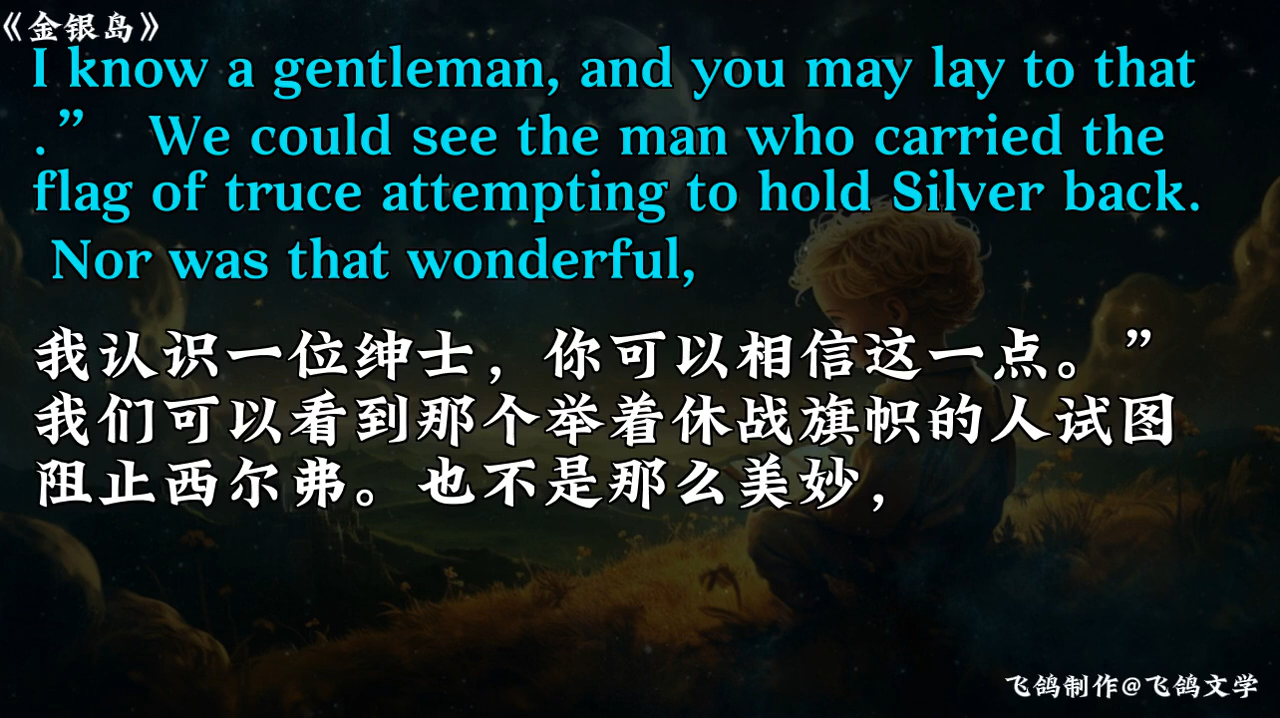 《金银岛》
I know a gentleman, and you may lay to that
.” We could see the man who carried the
flag of truce attempting to hold Silver back.
Nor was that wonderful,
我认识一位绅士，你可以相信这一点。”
我们可以看到那个举着休战旗帜的人试图
阻止西尔弗。也不是那么美妙，
飞鸽制作@飞鸽文学